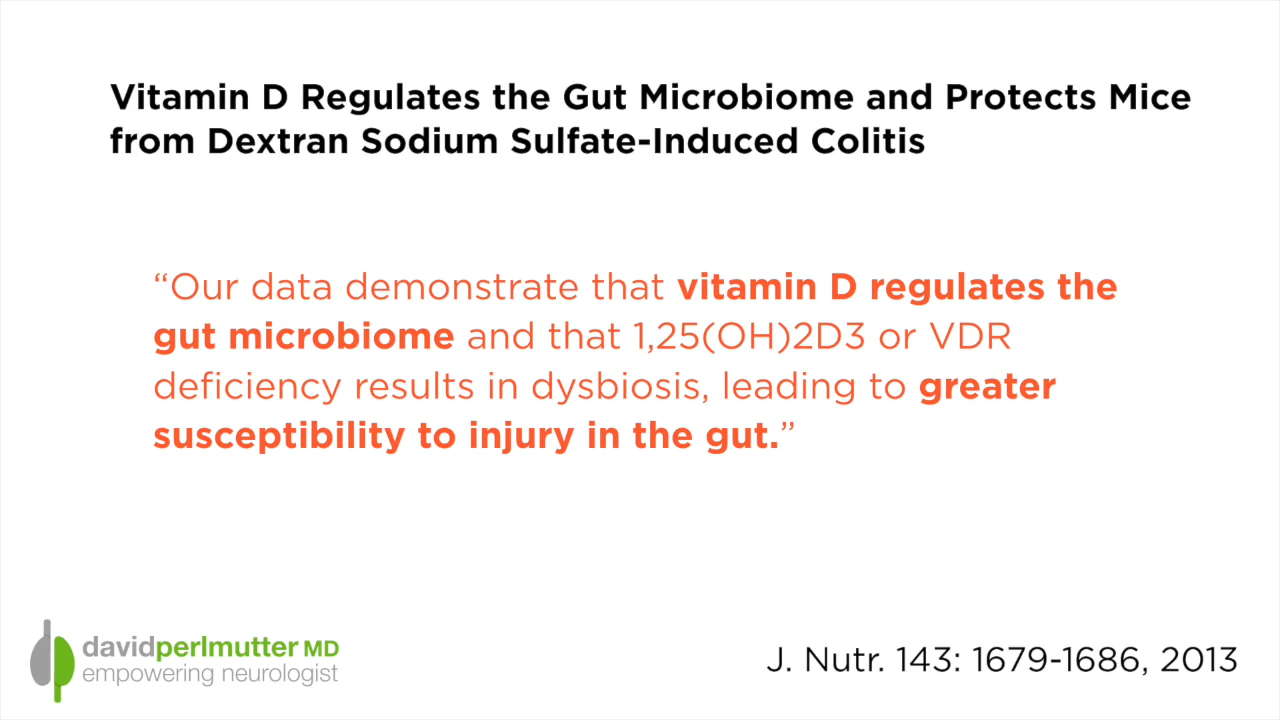 Vitamin D Regulates the Gut Microbiome and Protects Mice
from Dextran Sodium Sulfate-Induced Colitis
“Our data demonstrate that vitamin D regulates the
gut microbiome and that 1,25(OH)2D3 or VDR
deficiency results in dysbiosis, leading to greater
susceptibility to injury in the gut.”
davidperlmutter MD
empowering neurologist
J. Nutr. 143: 1679-1686, 2013